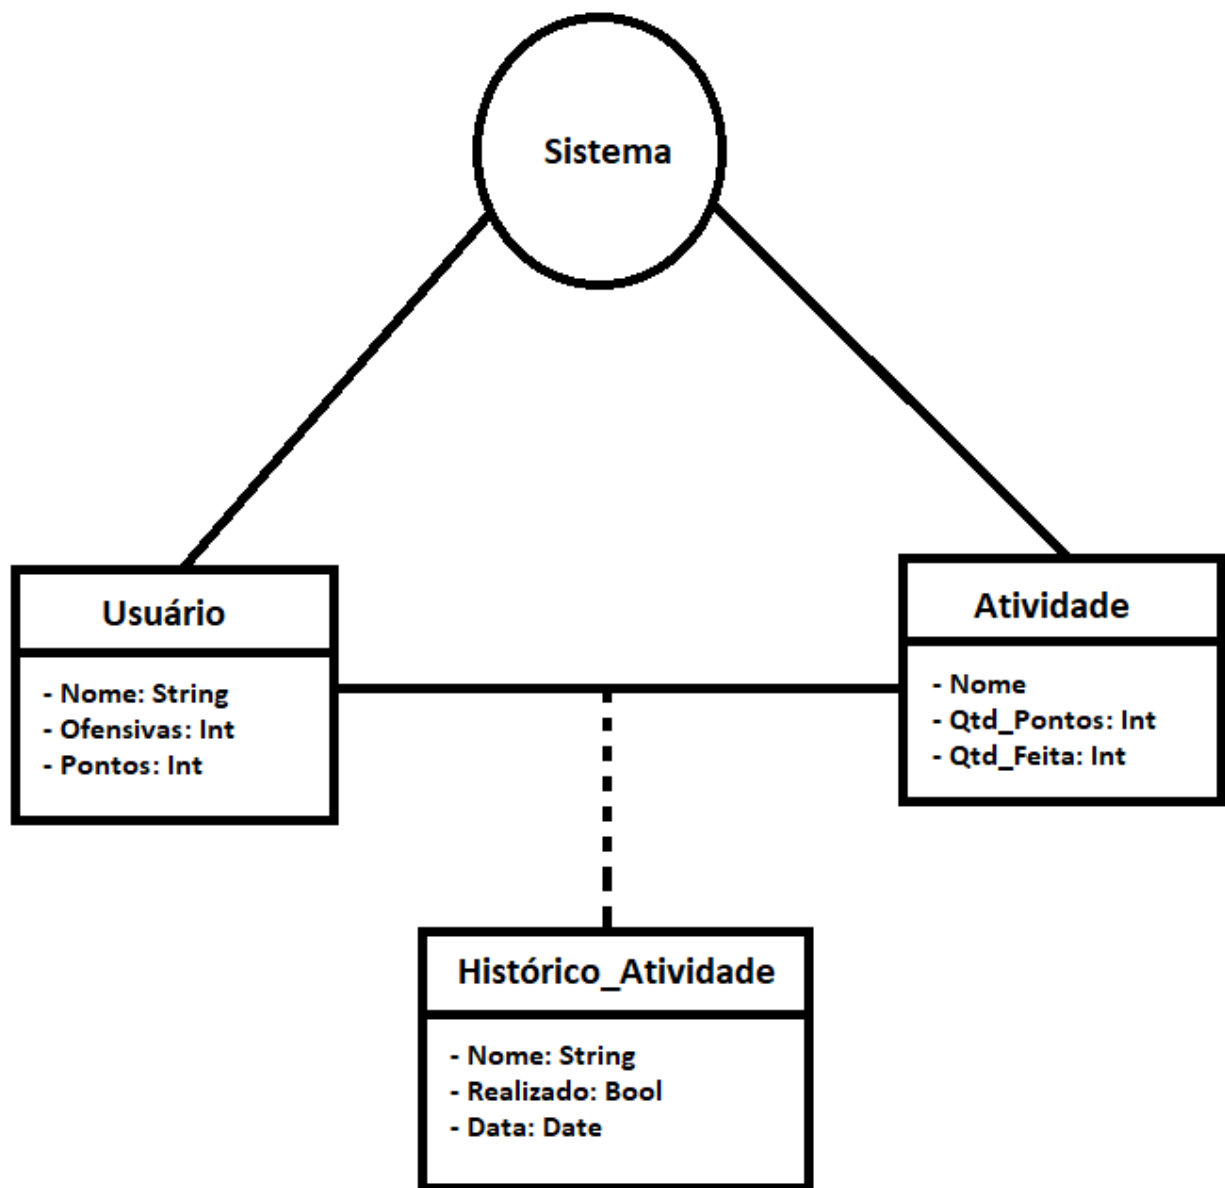 Sistema
Usuário
- Nome: String
- Ofensivas: Int
- Pontos: Int
Atividade
- Nome
- Qtd_Pontos: Int
- Qtd_Feita: Int
Histórico_Atividade
- Nome: String
- Realizado: Bool
- Data: Date